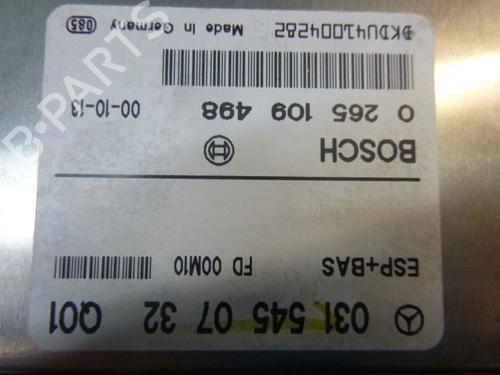 031 545 07 32 Q01
ESP+BAS FD 00M10
BOSCH
0 265 109 498 00-10-13
DKDU41004282 Made In Germany 085
B-PARTS